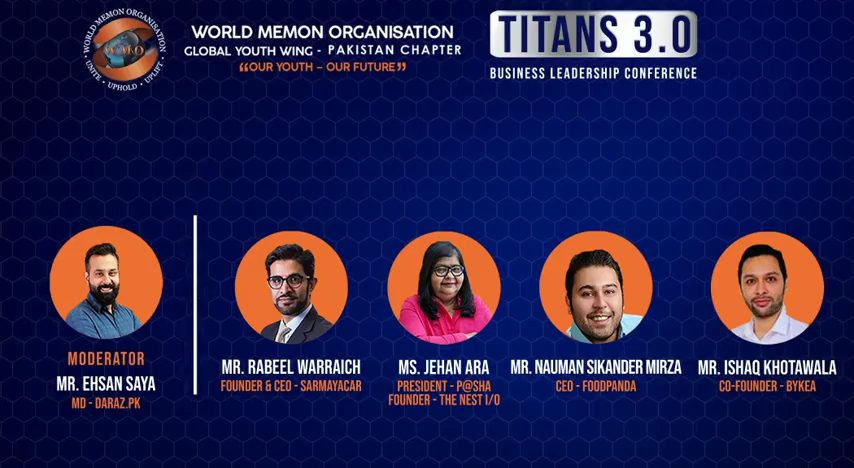 WORLD MEMON ORGANISATION
WMO
UNITE • UPHOLD • UPLIFT
WORLD MEMON ORGANISATION
GLOBAL YOUTH WING - PAKISTAN CHAPTER
“OUR YOUTH – OUR FUTURE”
TITANS 3.0
BUSINESS LEADERSHIP CONFERENCE
MODERATOR
MR. EHSAN SAYA
MD - DARAZ.PK
MR. RABEEL WARRAICH
FOUNDER & CEO - SARMAYACAR
MS. JEHAN ARA
PRESIDENT - P@SHA
FOUNDER - THE NEST I/O
MR. NAUMAN SIKANDER MIRZA
CEO - FOODPANDA
MR. ISHAQ KHOTAWALA
CO-FOUNDER - BYKEA